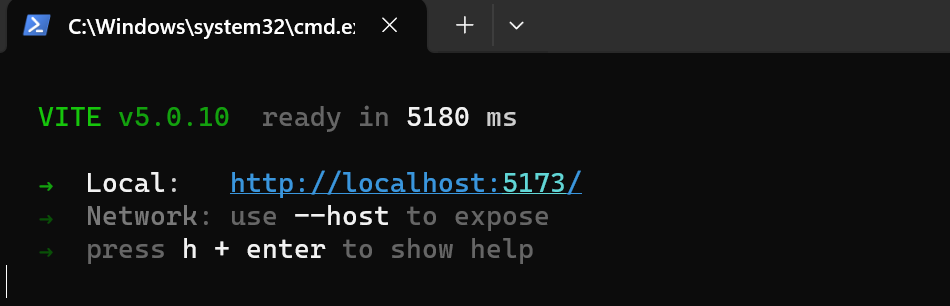 C:\Windows\system32\cmd.e
VITE v5.0.10 ready in 5180 ms
➜ Local: http://localhost:5173/
➜ Network: use --host to expose
➜ press h + enter to show help